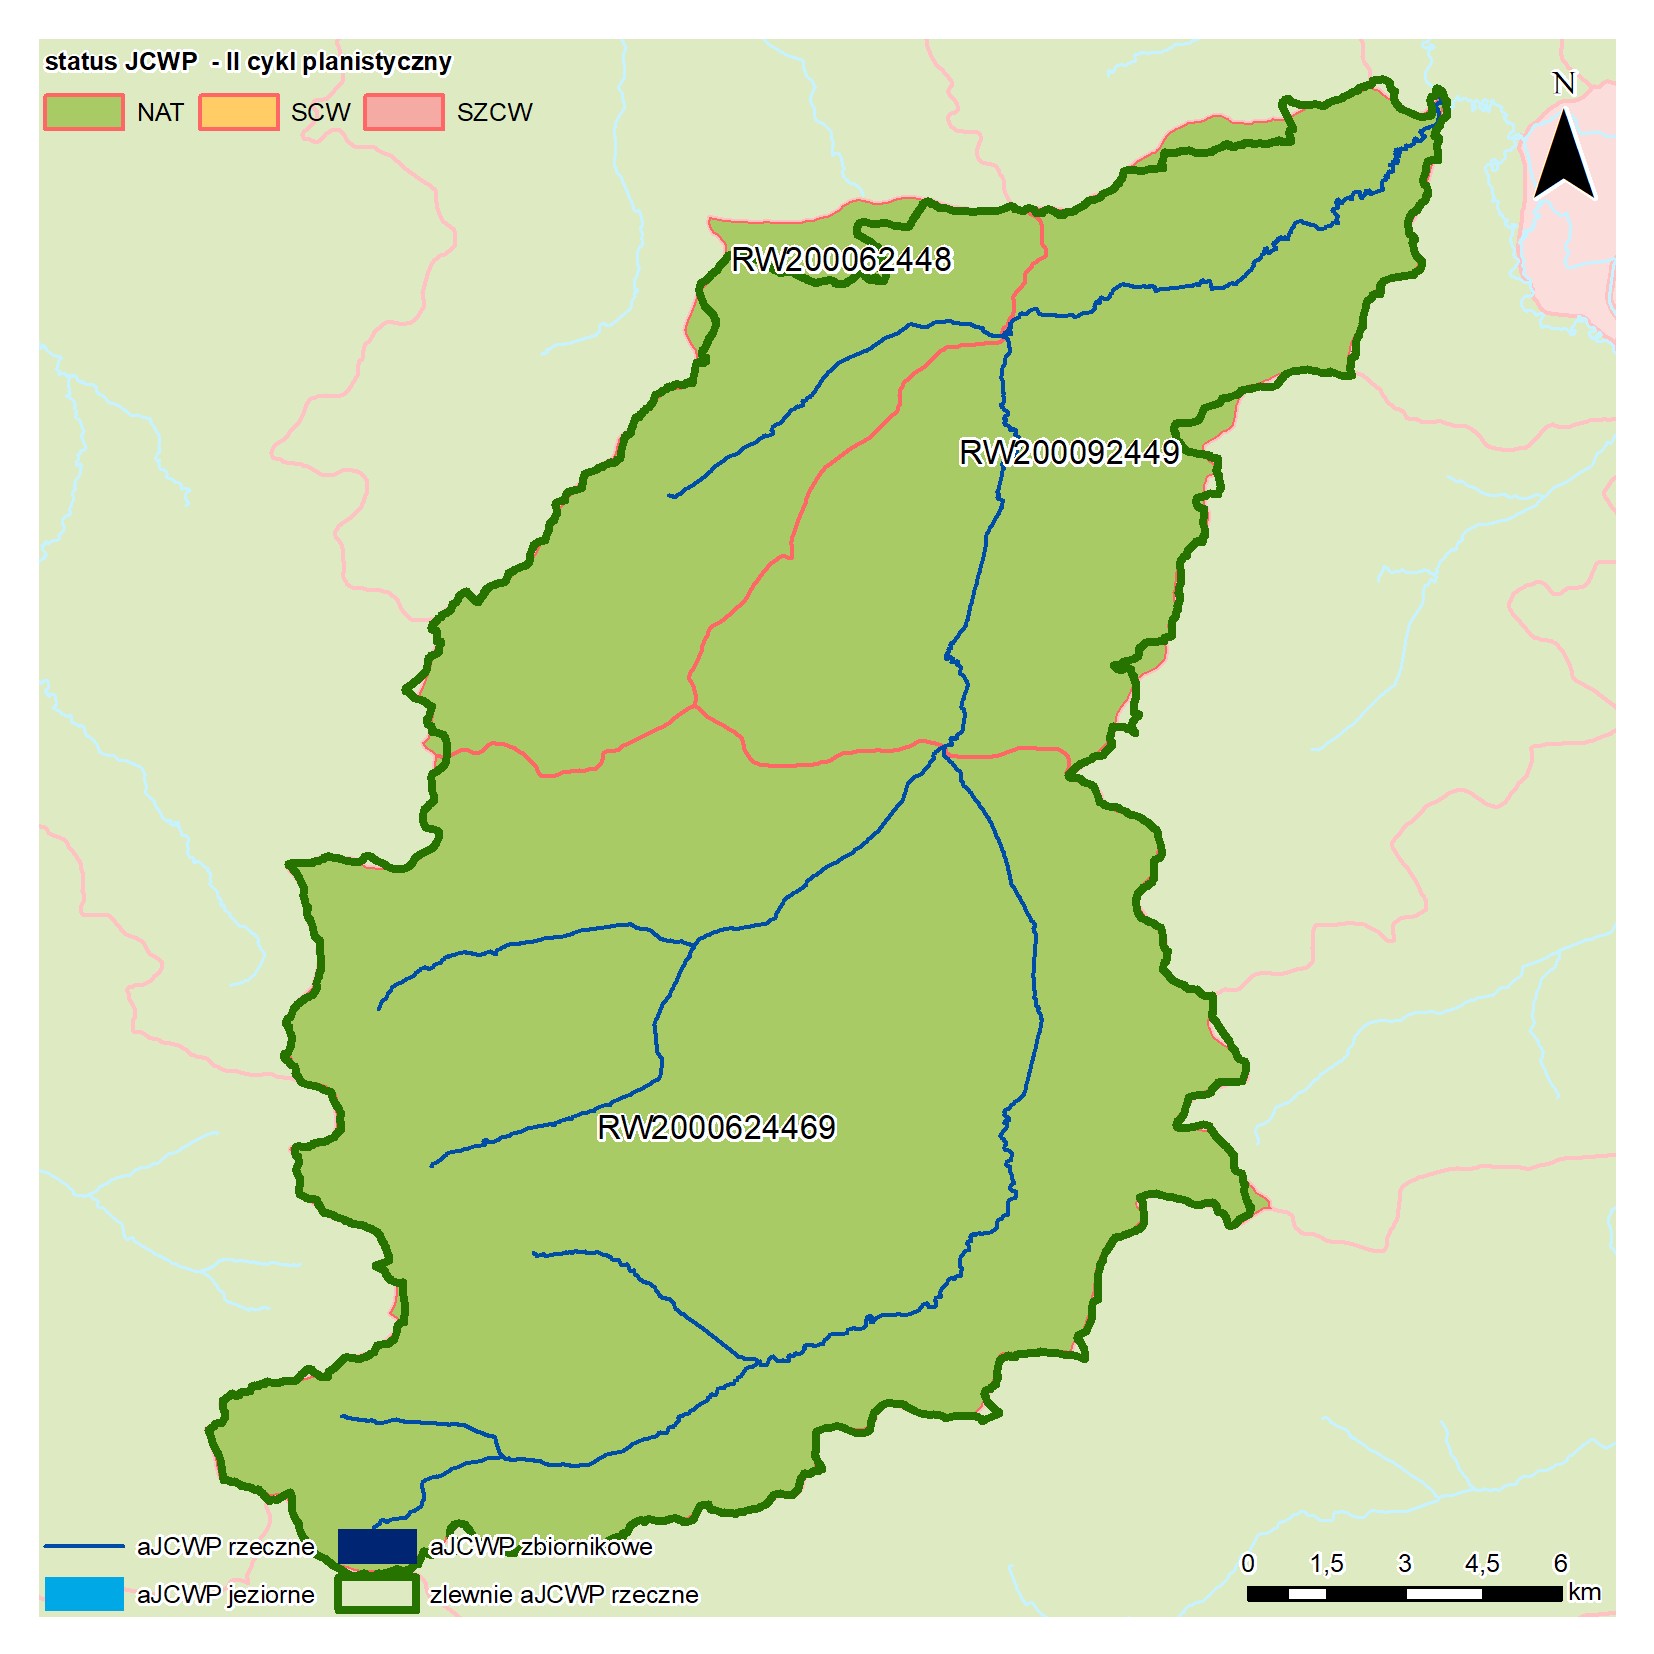 status JCWP - II cykl planistyczny
NAT SCW SZCW
N
RW200062448
RW200092449
RW2000624469
aJCWP rzeczne aJCWP zbiornikowe
aJCWP jeziorne zlewnie aJCWP rzeczne
0 1,5 3 4,5 6
km